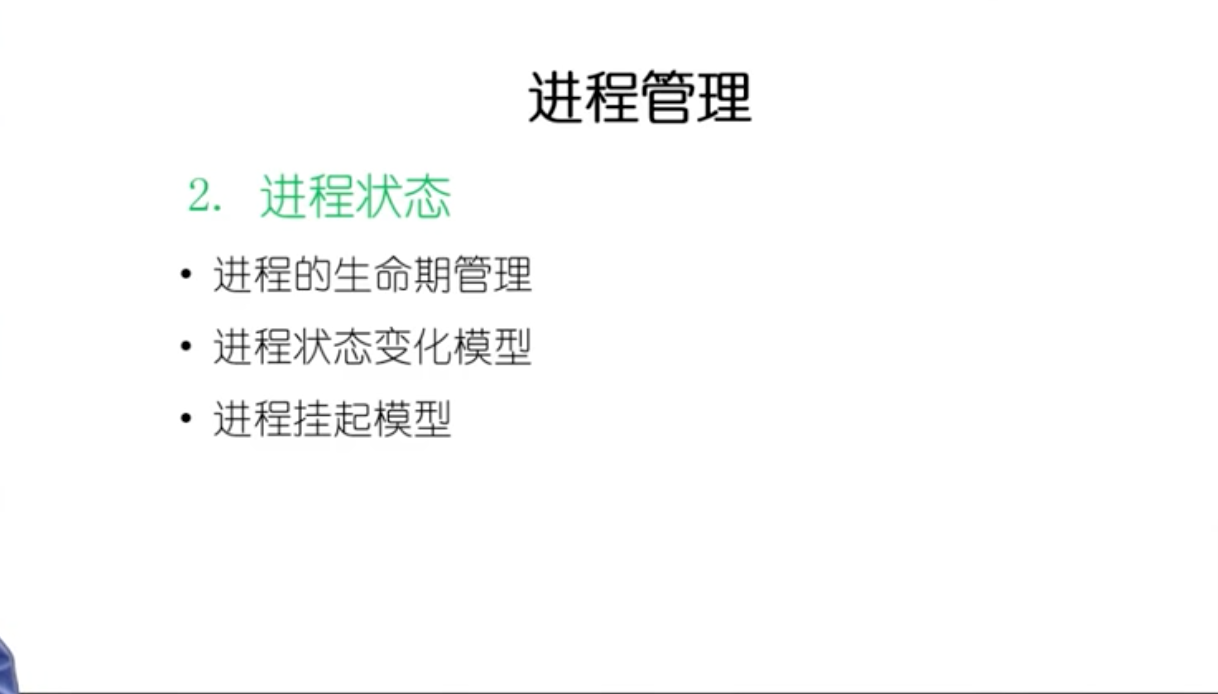 进程管理
2. 进程状态
• 进程的生命期管理
• 进程状态变化模型
• 进程挂起模型